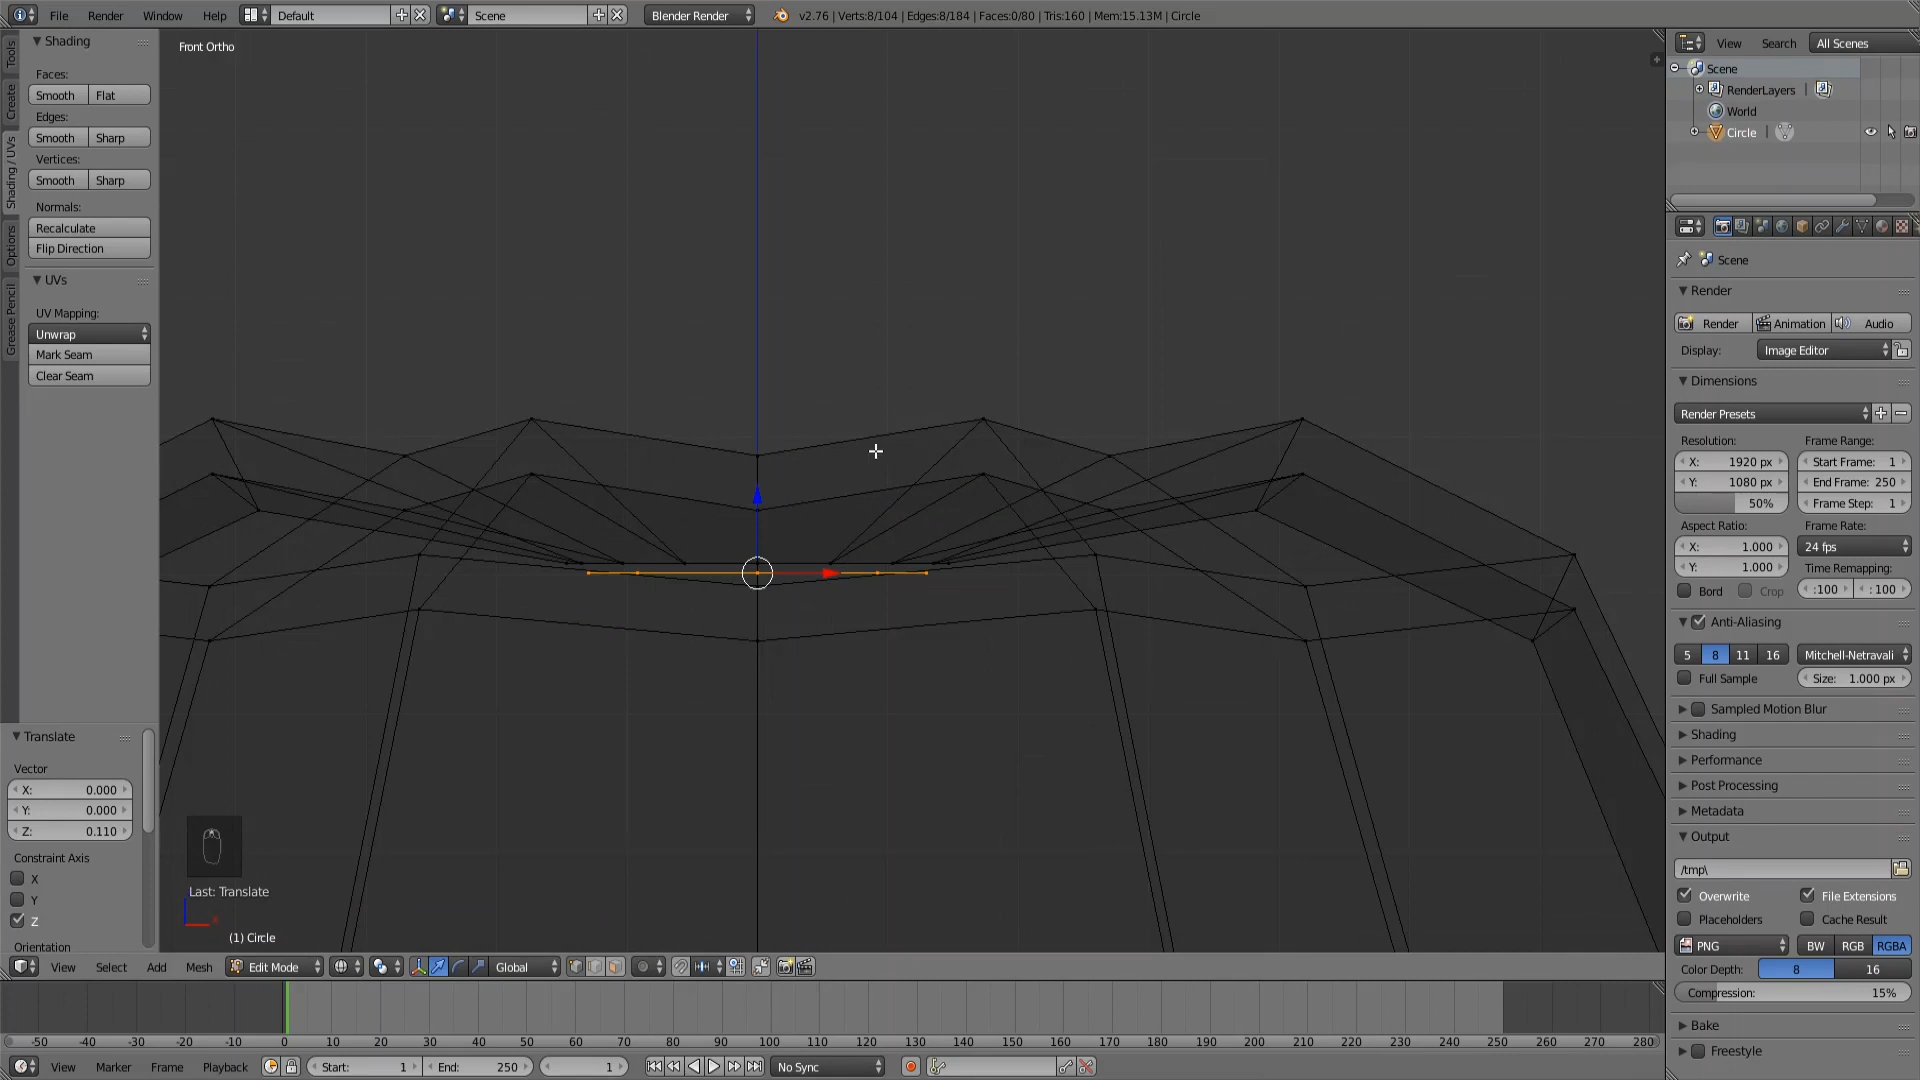 File Render Window Help Default Scene Blender Render v2.76 | Verts:8/104 | Edges:8/184 | Faces:0/80 | Tris:160 | Mem:15.13M | Circle
Tools
Create
Shading / UVs
Options
Grease Pencil
Shading
Faces:
Smooth Flat
Edges:
Smooth Sharp
Vertices:
Smooth Sharp
Normals:
Recalculate
Flip Direction
UVs
UV Mapping:
Unwrap
Mark Seam
Clear Seam
Translate
Vector
X: 0.000
Y: 0.000
Z: 0.110
Constraint Axis
X
Y
Z
Orientation
Front Ortho
Last: Translate
(1) Circle
View Select Add Mesh Edit Mode Global
-50 -40 -30 -20 -10 0 10 20 30 40 50 60 70 80 90 100 110 120 130 140 150 160 170 180 190 200 210 220 230 240 250 260 270 280
View Marker Frame Playback Start: 1 End: 250 1 No Sync
View Search All Scenes
Scene
RenderLayers |
World
Circle |
Scene
Render
Render Animation Audio
Display: Image Editor
Dimensions
Render Presets
Resolution: Frame Range:
X: 1920 px Start Frame: 1
Y: 1080 px End Frame: 250
50% Frame Step: 1
Aspect Ratio: Frame Rate:
X: 1.000 24 fps
Y: 1.000 Time Remapping:
Bord Crop :100 :100
Anti-Aliasing
5 8 11 16 Mitchell-Netravali
Full Sample Size: 1.000 px
Sampled Motion Blur
Shading
Performance
Post Processing
Metadata
Output
/tmp\
Overwrite File Extensions
Placeholders Cache Result
PNG BW RGB RGBA
Color Depth: 8 16
Compression: 15%
Bake
Freestyle